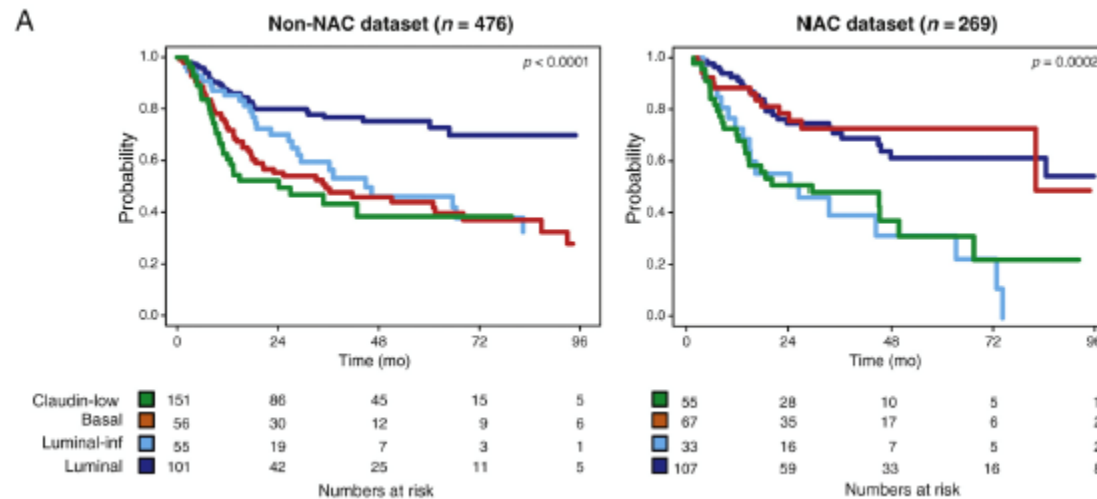 A
Non-NAC dataset (n = 476)
NAC dataset (n = 269)
p < 0.0001
p = 0.0002
Probability
1.0
0.8
0.6
0.4
0.2
0.0
0 24 48 72 96
Time (mo)
Probability
1.0
0.8
0.6
0.4
0.2
0.0
0 24 48 72 96
Time (mo)
Claudin-low 151 86 45 15 5
Basal 56 30 12 9 6
Luminal-inf 55 19 7 3 1
Luminal 101 42 25 11 5
Numbers at risk
55 28 10 5 1
67 35 17 6
33 16 7 5
107 59 33 16
Numbers at risk